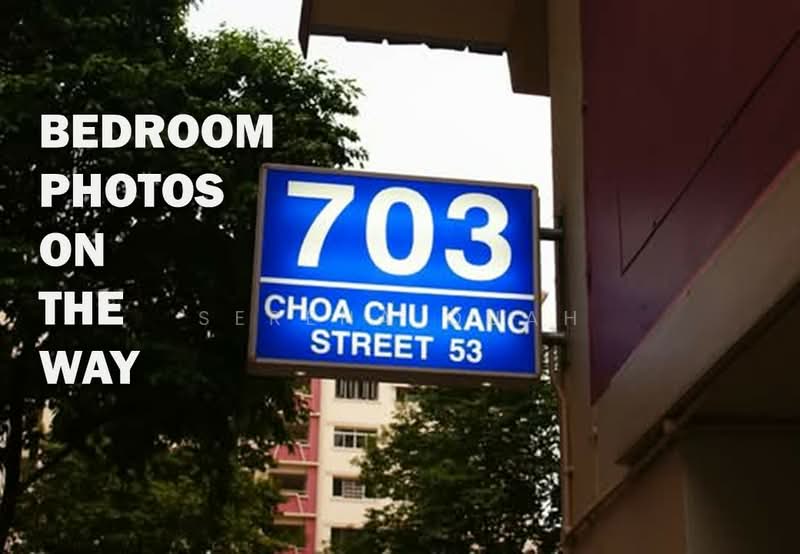 BEDROOM
PHOTOS
ON
THE
WAY
703
CHOA CHU KANG
STREET 53